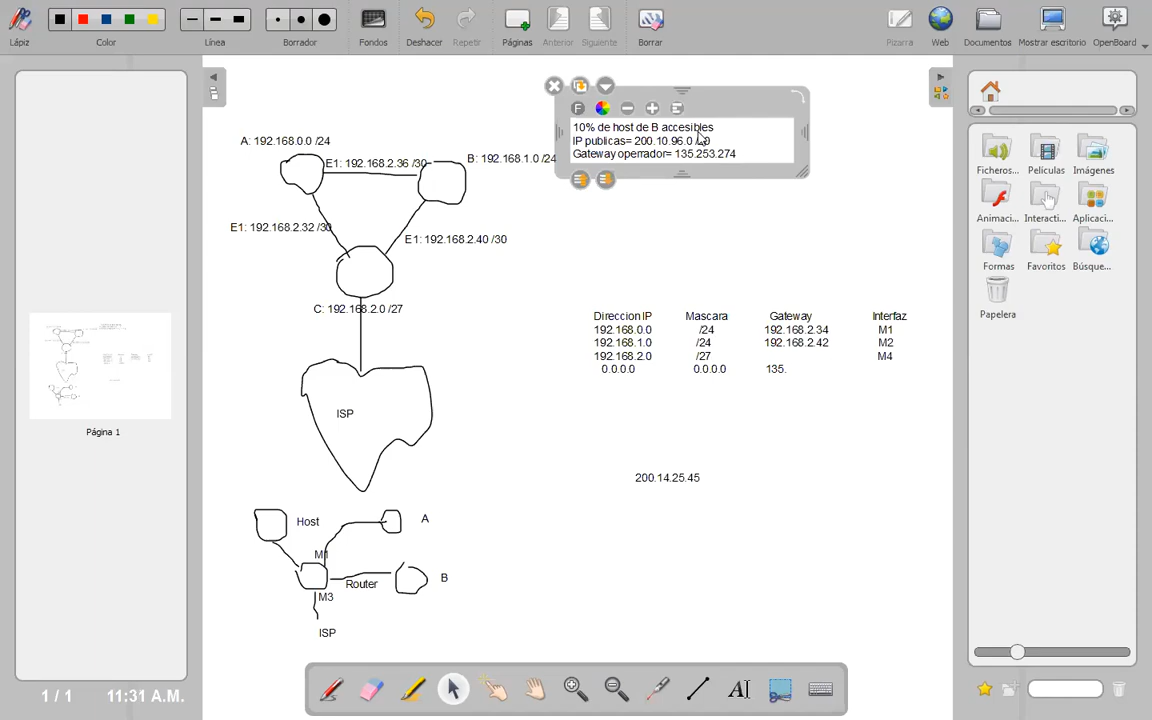 Lápiz
Color
Línea
Borrador
Fondos
Deshacer
Repetir
Páginas
Anterior
Siguiente
Borrar
Pizarra
Web
Documentos
Mostrar escritorio
OpenBoard
10% de host de B accesibles
IP publicas= 200.10.96.0
Gateway operrador= 135.253.274
A: 192.168.0.0 /24
E1: 192.168.2.36 /30
B: 192.168.1.0 /24
E1: 192.168.2.32 /30
E1: 192.168.2.40 /30
C: 192.168.2.0 /27
ISP
Direccion IP Mascara Gateway Interfaz
192.168.0.0 /24 192.168.2.34 M1
192.168.1.0 /24 192.168.2.42 M2
192.168.2.0 /27 M4
0.0.0.0 0.0.0.0 135.
200.14.25.45
Host
A
M1
B
Router
M3
ISP
Página 1
Ficheros...
Películas
Imágenes
Animaci...
Interacti...
Aplicaci...
Formas
Favoritos
Búsque...
Papelera
1 / 1 11:31 A.M.